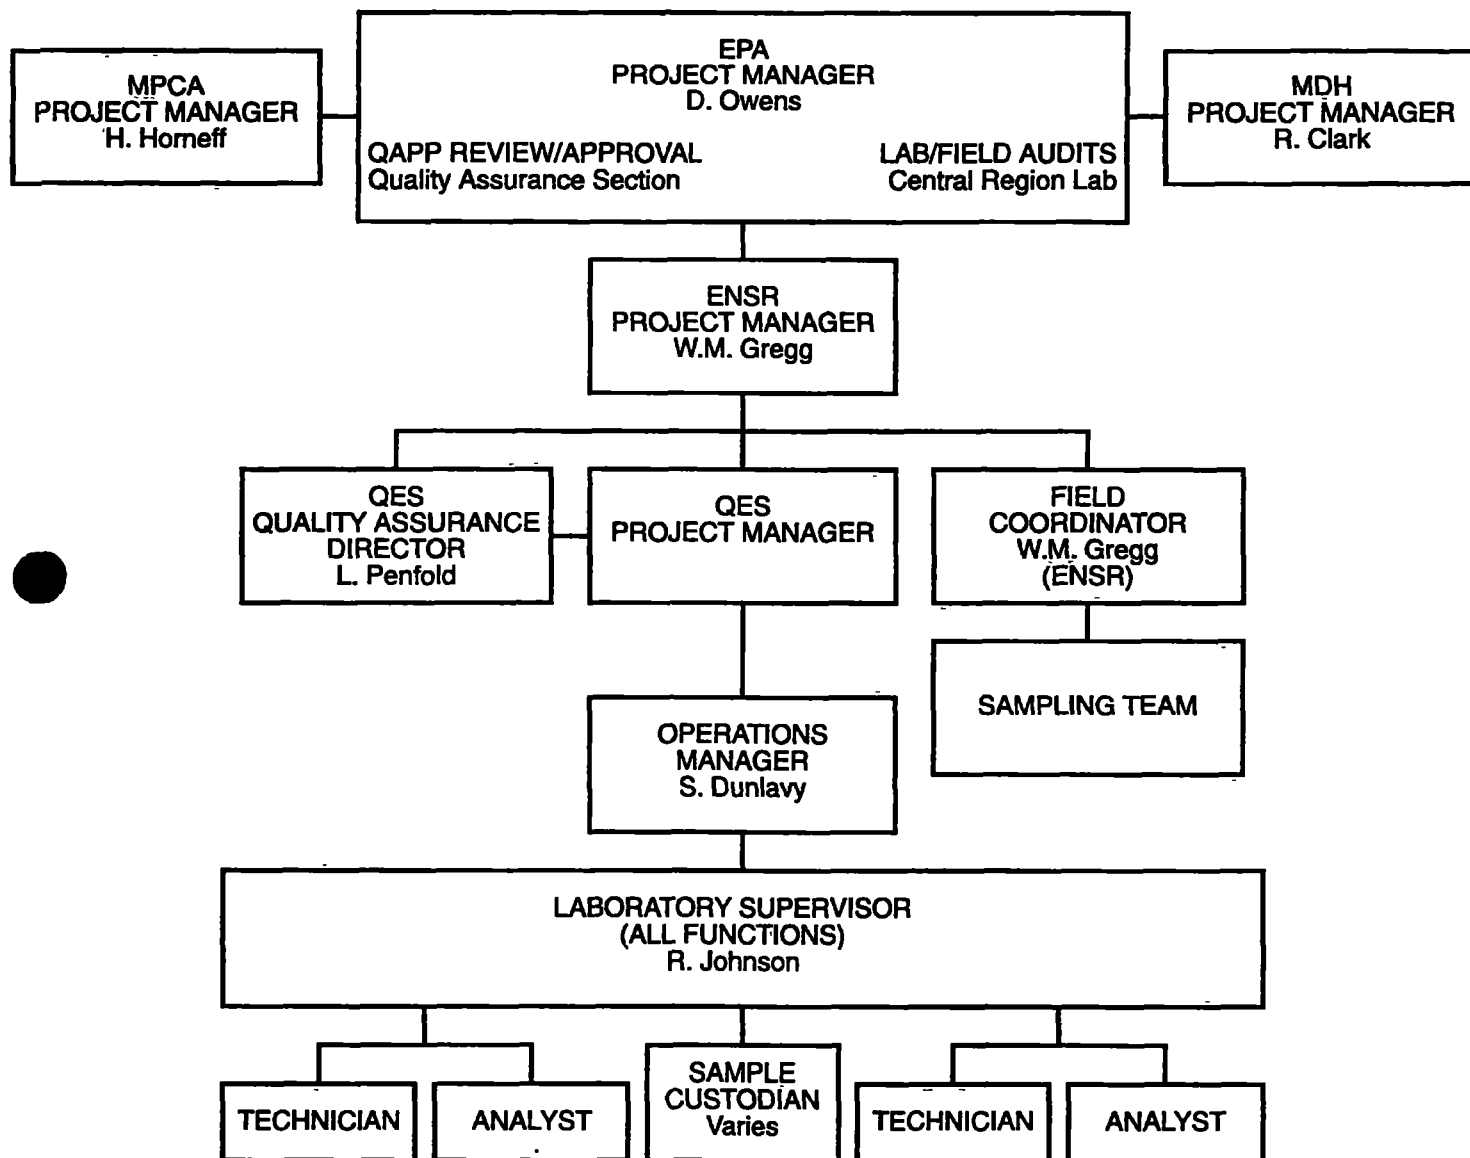 MPCA
PROJECT MANAGER
H. Horneff
EPA
PROJECT MANAGER
D. Owens
QAPP REVIEW/APPROVAL
Quality Assurance Section
LAB/FIELD AUDITS
Central Region Lab
MDH
PROJECT MANAGER
R. Clark
ENSR
PROJECT MANAGER
W.M. Gregg
QES
QUALITY ASSURANCE
DIRECTOR
L. Penfold
QES
PROJECT MANAGER
FIELD
COORDINATOR
W.M. Gregg
(ENSR)
SAMPLING TEAM
OPERATIONS
MANAGER
S. Dunlavy
LABORATORY SUPERVISOR
(ALL FUNCTIONS)
R. Johnson
TECHNICIAN
ANALYST
SAMPLE
CUSTODIAN
Varies
TECHNICIAN
ANALYST